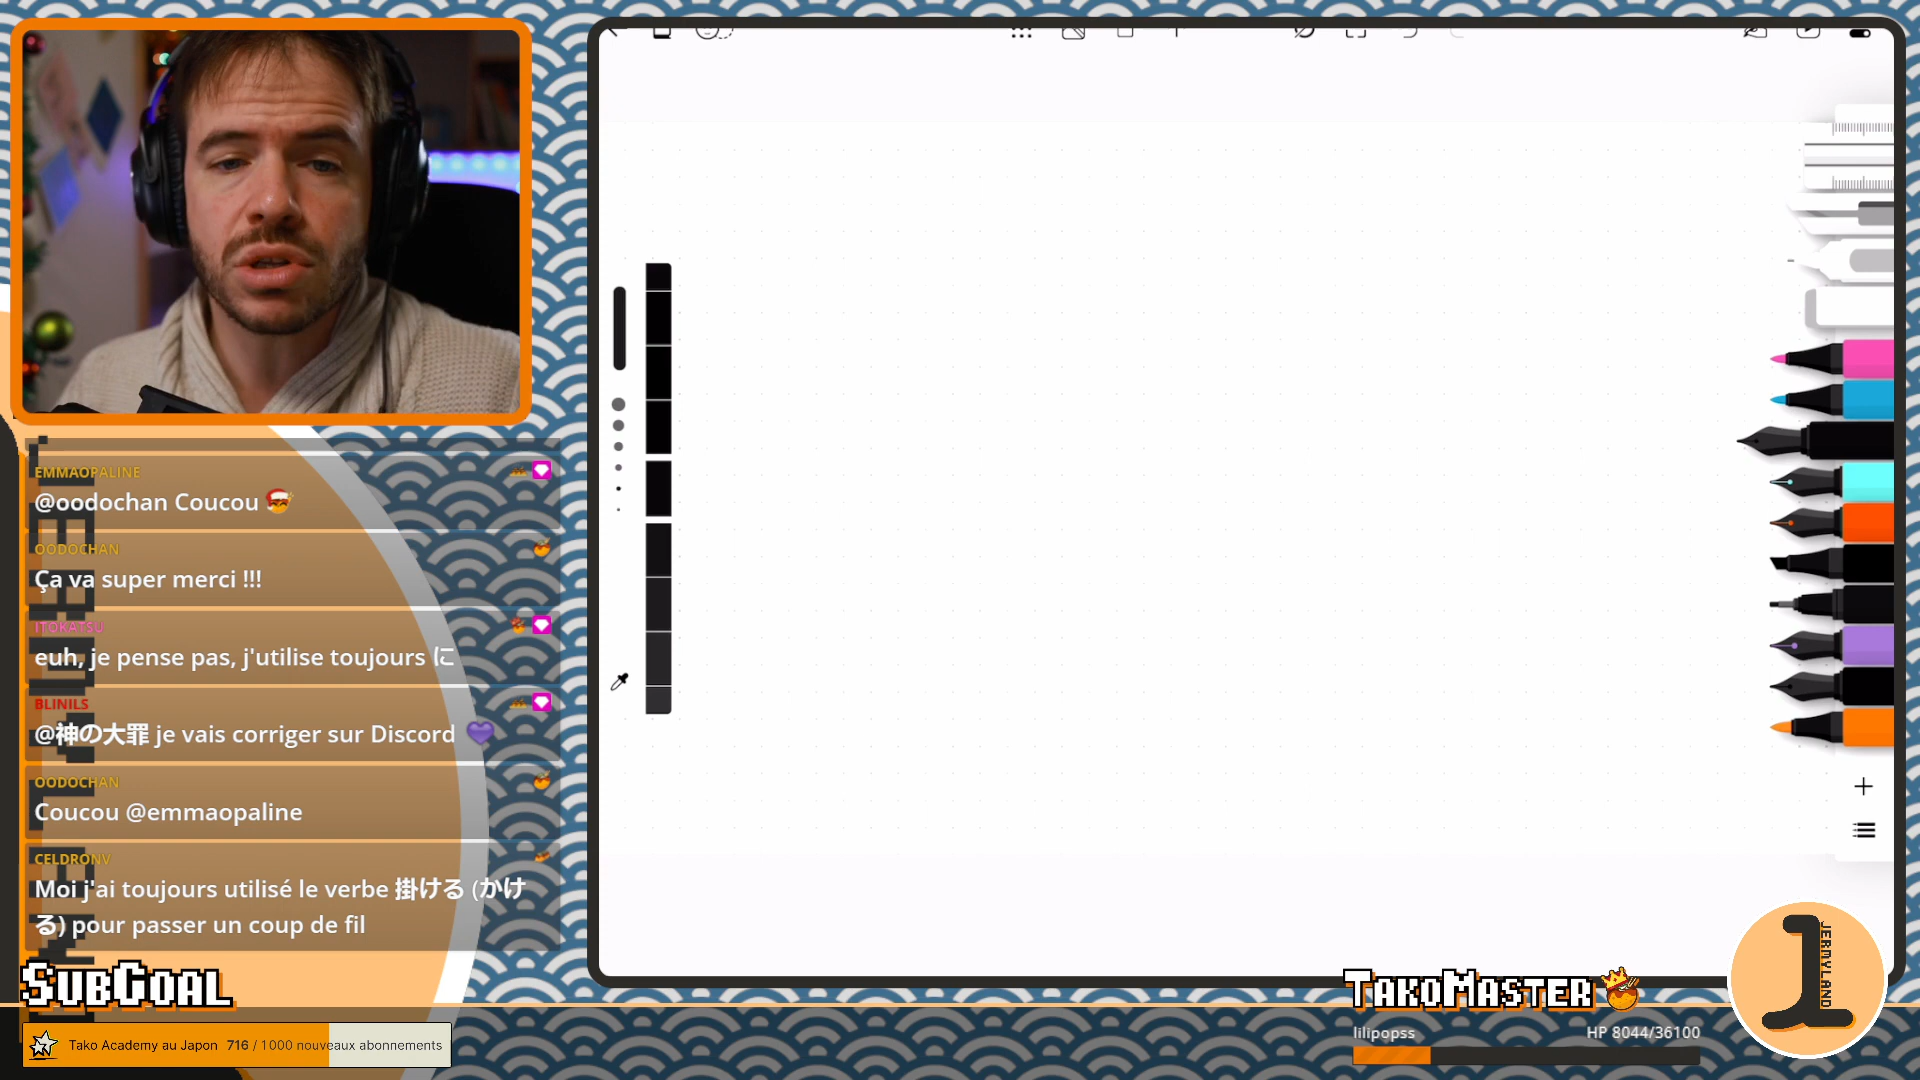 EMMAOPALINE
@oodochan Coucou
OODOCHAN
Ça va super merci !!!
ITOKATSU
euh, je pense pas, j'utilise toujours に
BLINILS
@神の大罪 je vais corriger sur Discord
OODOCHAN
Coucou @emmaopaline
CELDRONV
Moi j'ai toujours utilisé le verbe 掛ける (かけ
る) pour passer un coup de fil
SUBGOAL
Tako Academy au Japon 716 / 1000 nouveaux abonnements
TAKOMASTER
lilipopss HP 8044/36100
JERMYLAND